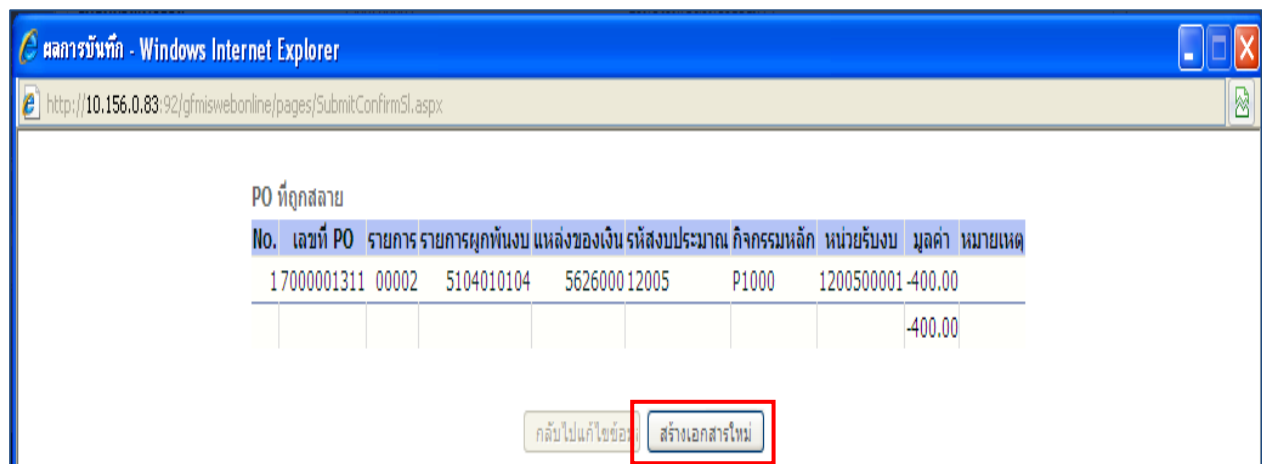 ผลการบันทึก - Windows Internet Explorer
http://10.156.0.83:92/gfmiswebonline/pages/SubmitConfirmSl.aspx
PO ที่ถูกสลาย
No. เลขที่ PO รายการ รายการผูกพันงบ แหล่งของเงิน รหัสงบประมาณ กิจกรรมหลัก หน่วยรับงบ มูลค่า หมายเหตุ
1 7000001311 00002 5104010104 5626000 12005 P1000 1200500001 -400.00
-400.00
กลับไปแก้ไขข้อมูล สร้างเอกสารใหม่